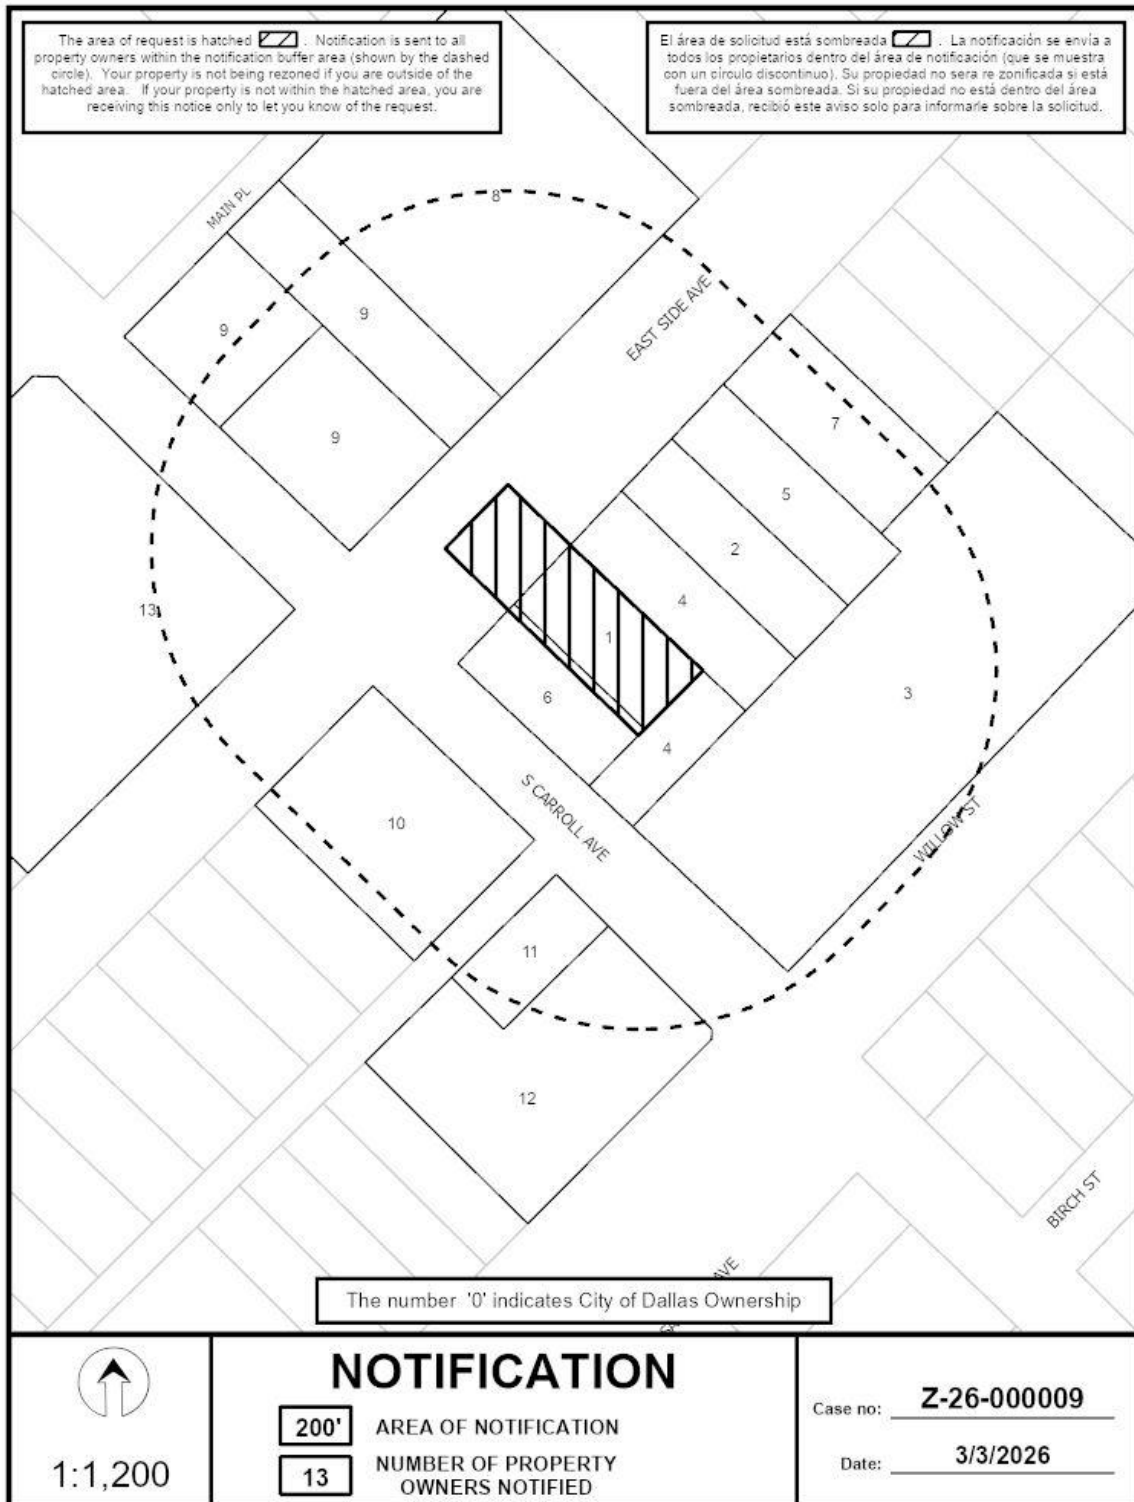 The area of request is hatched . Notification is sent to all
property owners within the notification buffer area (shown by the dashed
circle). Your property is not being rezoned if you are outside of the
hatched area. If your property is not within the hatched area, you are
receiving this notice only to let you know of the request.
El área de solicitud está sombreada . La notificación se envía a
todos los propietarios dentro del área de notificación (que se muestra
con un círculo discontinuo). Su propiedad no sera re zonificada si está
fuera del área sombreada. Si su propiedad no está dentro del área
sombreada, recibió este aviso solo para informarle sobre la solicitud.
MAIN PL
8
EAST SIDE AVE
9
9
9
7
5
2
4
1
13
6
3
4
S CARROLL AVE
10
WILLOW ST
11
12
BIRCH ST
AVE
The number '0' indicates City of Dallas Ownership
1:1,200
NOTIFICATION
200' AREA OF NOTIFICATION
13 NUMBER OF PROPERTY
OWNERS NOTIFIED
Case no: Z-26-000009
Date: 3/3/2026